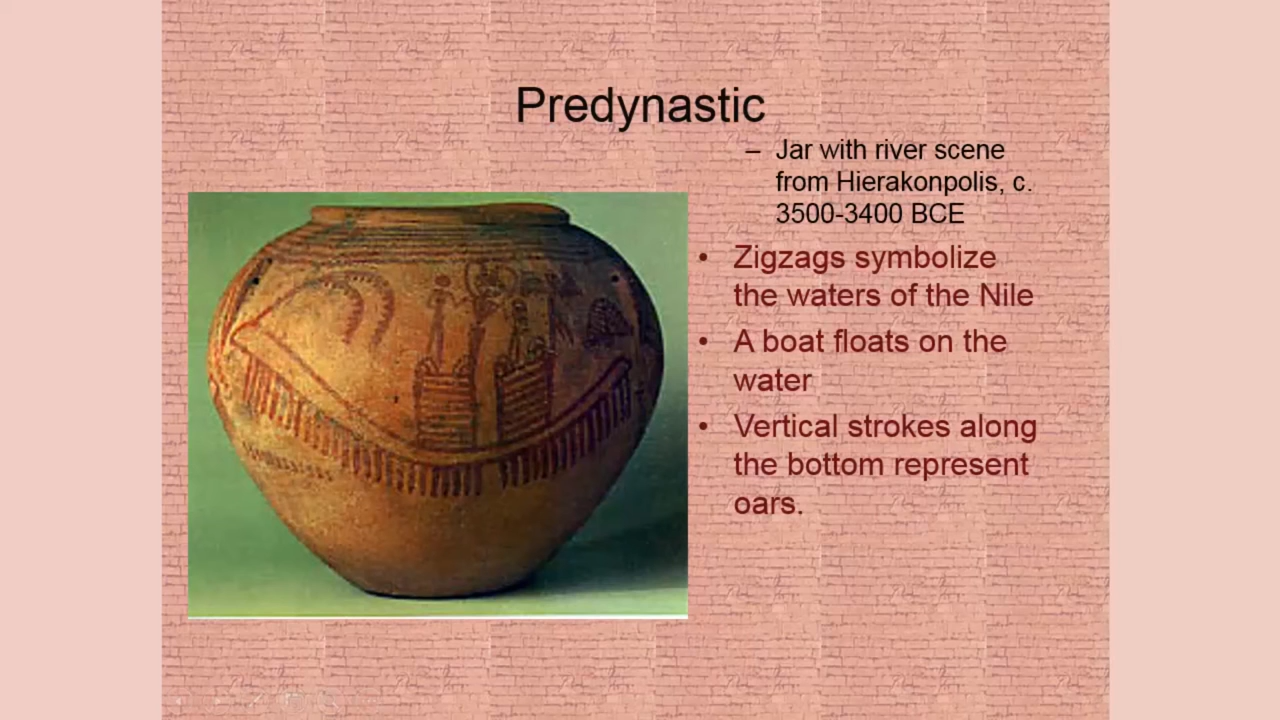 Predynastic
– Jar with river scene
from Hierakonpolis, c.
3500-3400 BCE
• Zigzags symbolize
the waters of the Nile
• A boat floats on the
water
• Vertical strokes along
the bottom represent
oars.